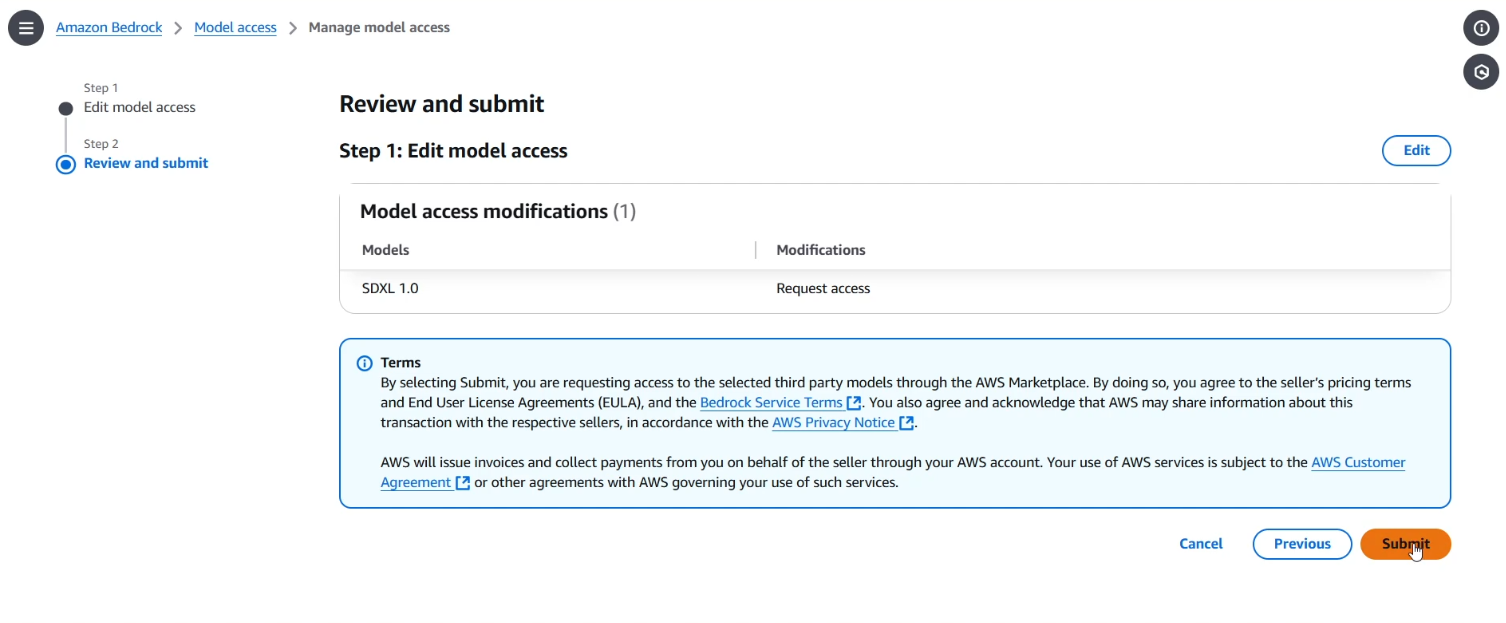 Amazon Bedrock > Model access > Manage model access
Step 1
Edit model access
Step 2
Review and submit
Review and submit
Step 1: Edit model access
Edit
Model access modifications (1)
Models Modifications
SDXL 1.0 Request access
Terms
By selecting Submit, you are requesting access to the selected third party models through the AWS Marketplace. By doing so, you agree to the seller's pricing terms
and End User License Agreements (EULA), and the Bedrock Service Terms. You also agree and acknowledge that AWS may share information about this
transaction with the respective sellers, in accordance with the AWS Privacy Notice.
AWS will issue invoices and collect payments from you on behalf of the seller through your AWS account. Your use of AWS services is subject to the AWS Customer
Agreement or other agreements with AWS governing your use of such services.
Cancel Previous Submit